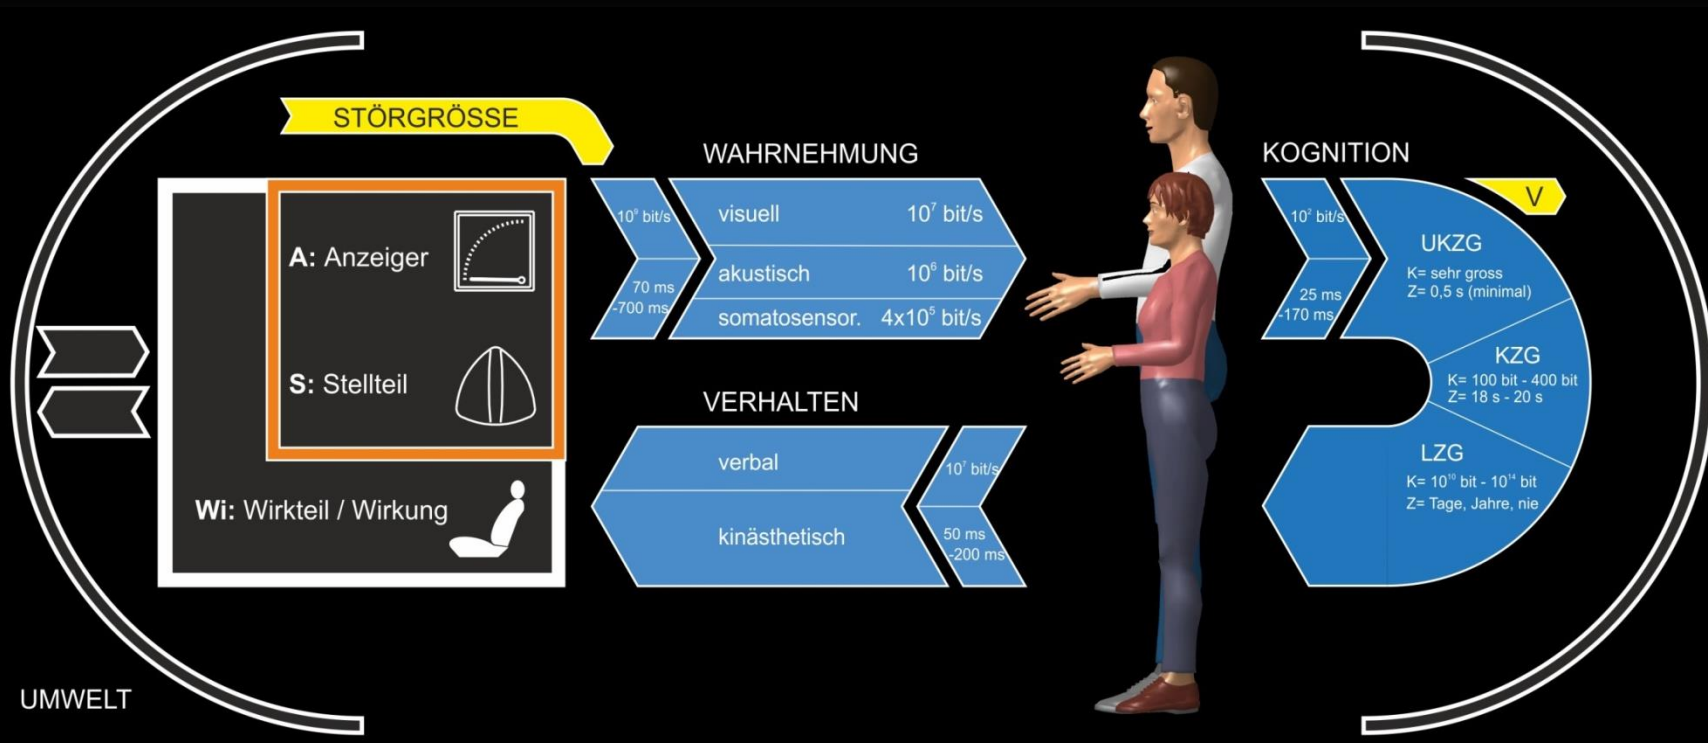 STÖRGRÖSSE
A: Anzeiger
S: Stellteil
Wi: Wirkteil / Wirkung
UMWELT
WAHRNEHMUNG
10⁹ bit/s
70 ms
-700 ms
visuell 10⁷ bit/s
akustisch 10⁶ bit/s
somatosensor. 4x10⁵ bit/s
VERHALTEN
verbal
kinästhetisch
10⁷ bit/s
50 ms
-200 ms
KOGNITION
10² bit/s
25 ms
-170 ms
V
UKZG
K= sehr gross
Z= 0,5 s (minimal)
KZG
K= 100 bit - 400 bit
Z= 18 s - 20 s
LZG
K= 10¹⁰ bit - 10¹⁴ bit
Z= Tage, Jahre, nie